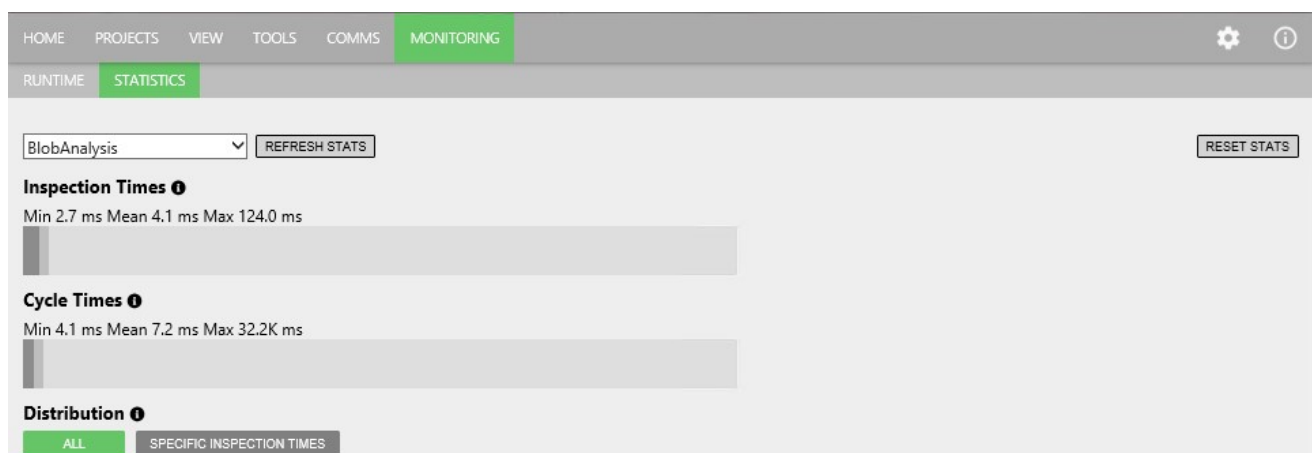 HOME PROJECTS VIEW TOOLS COMMS MONITORING
RUNTIME STATISTICS
BlobAnalysis REFRESH STATS RESET STATS
Inspection Times
Min 2.7 ms Mean 4.1 ms Max 124.0 ms
Cycle Times
Min 4.1 ms Mean 7.2 ms Max 32.2K ms
Distribution
ALL SPECIFIC INSPECTION TIMES